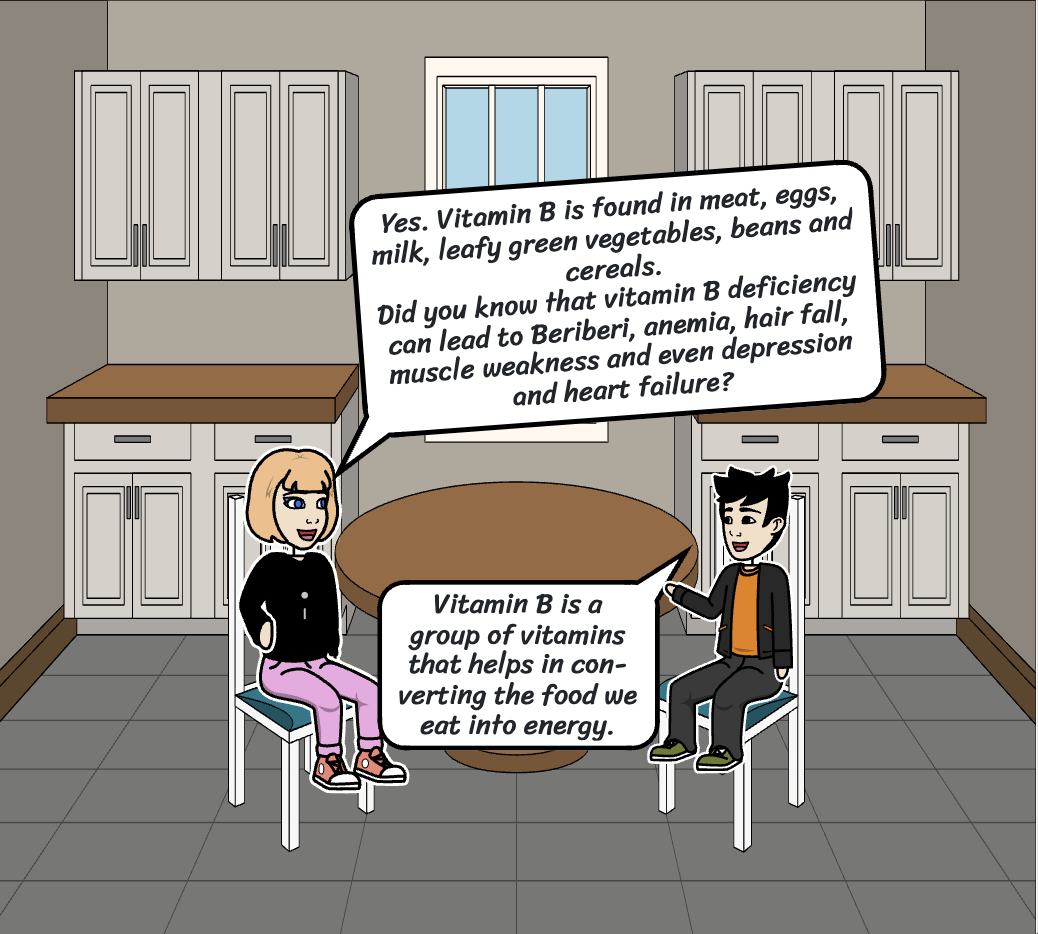 Yes. Vitamin B is found in meat, eggs,
milk, leafy green vegetables, beans and
cereals.
Did you know that vitamin B deficiency
can lead to Beriberi, anemia, hair fall,
muscle weakness and even depression
and heart failure?
Vitamin B is a
group of vitamins
that helps in con-
verting the food we
eat into energy.